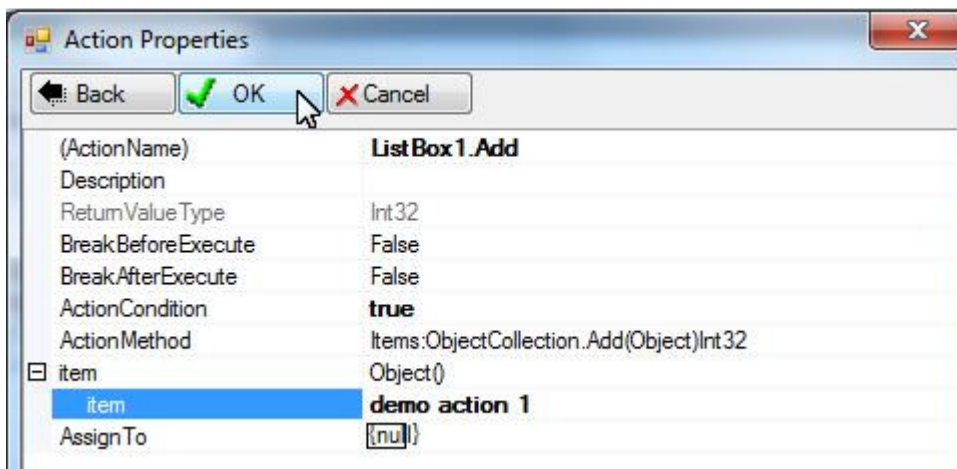 Action Properties
Back OK Cancel
(ActionName) ListBox1.Add
Description
ReturnValueType Int32
BreakBeforeExecute False
BreakAfterExecute False
ActionCondition true
ActionMethod Items:ObjectCollection.Add(Object)Int32
item Object()
item demo action 1
AssignTo {null}